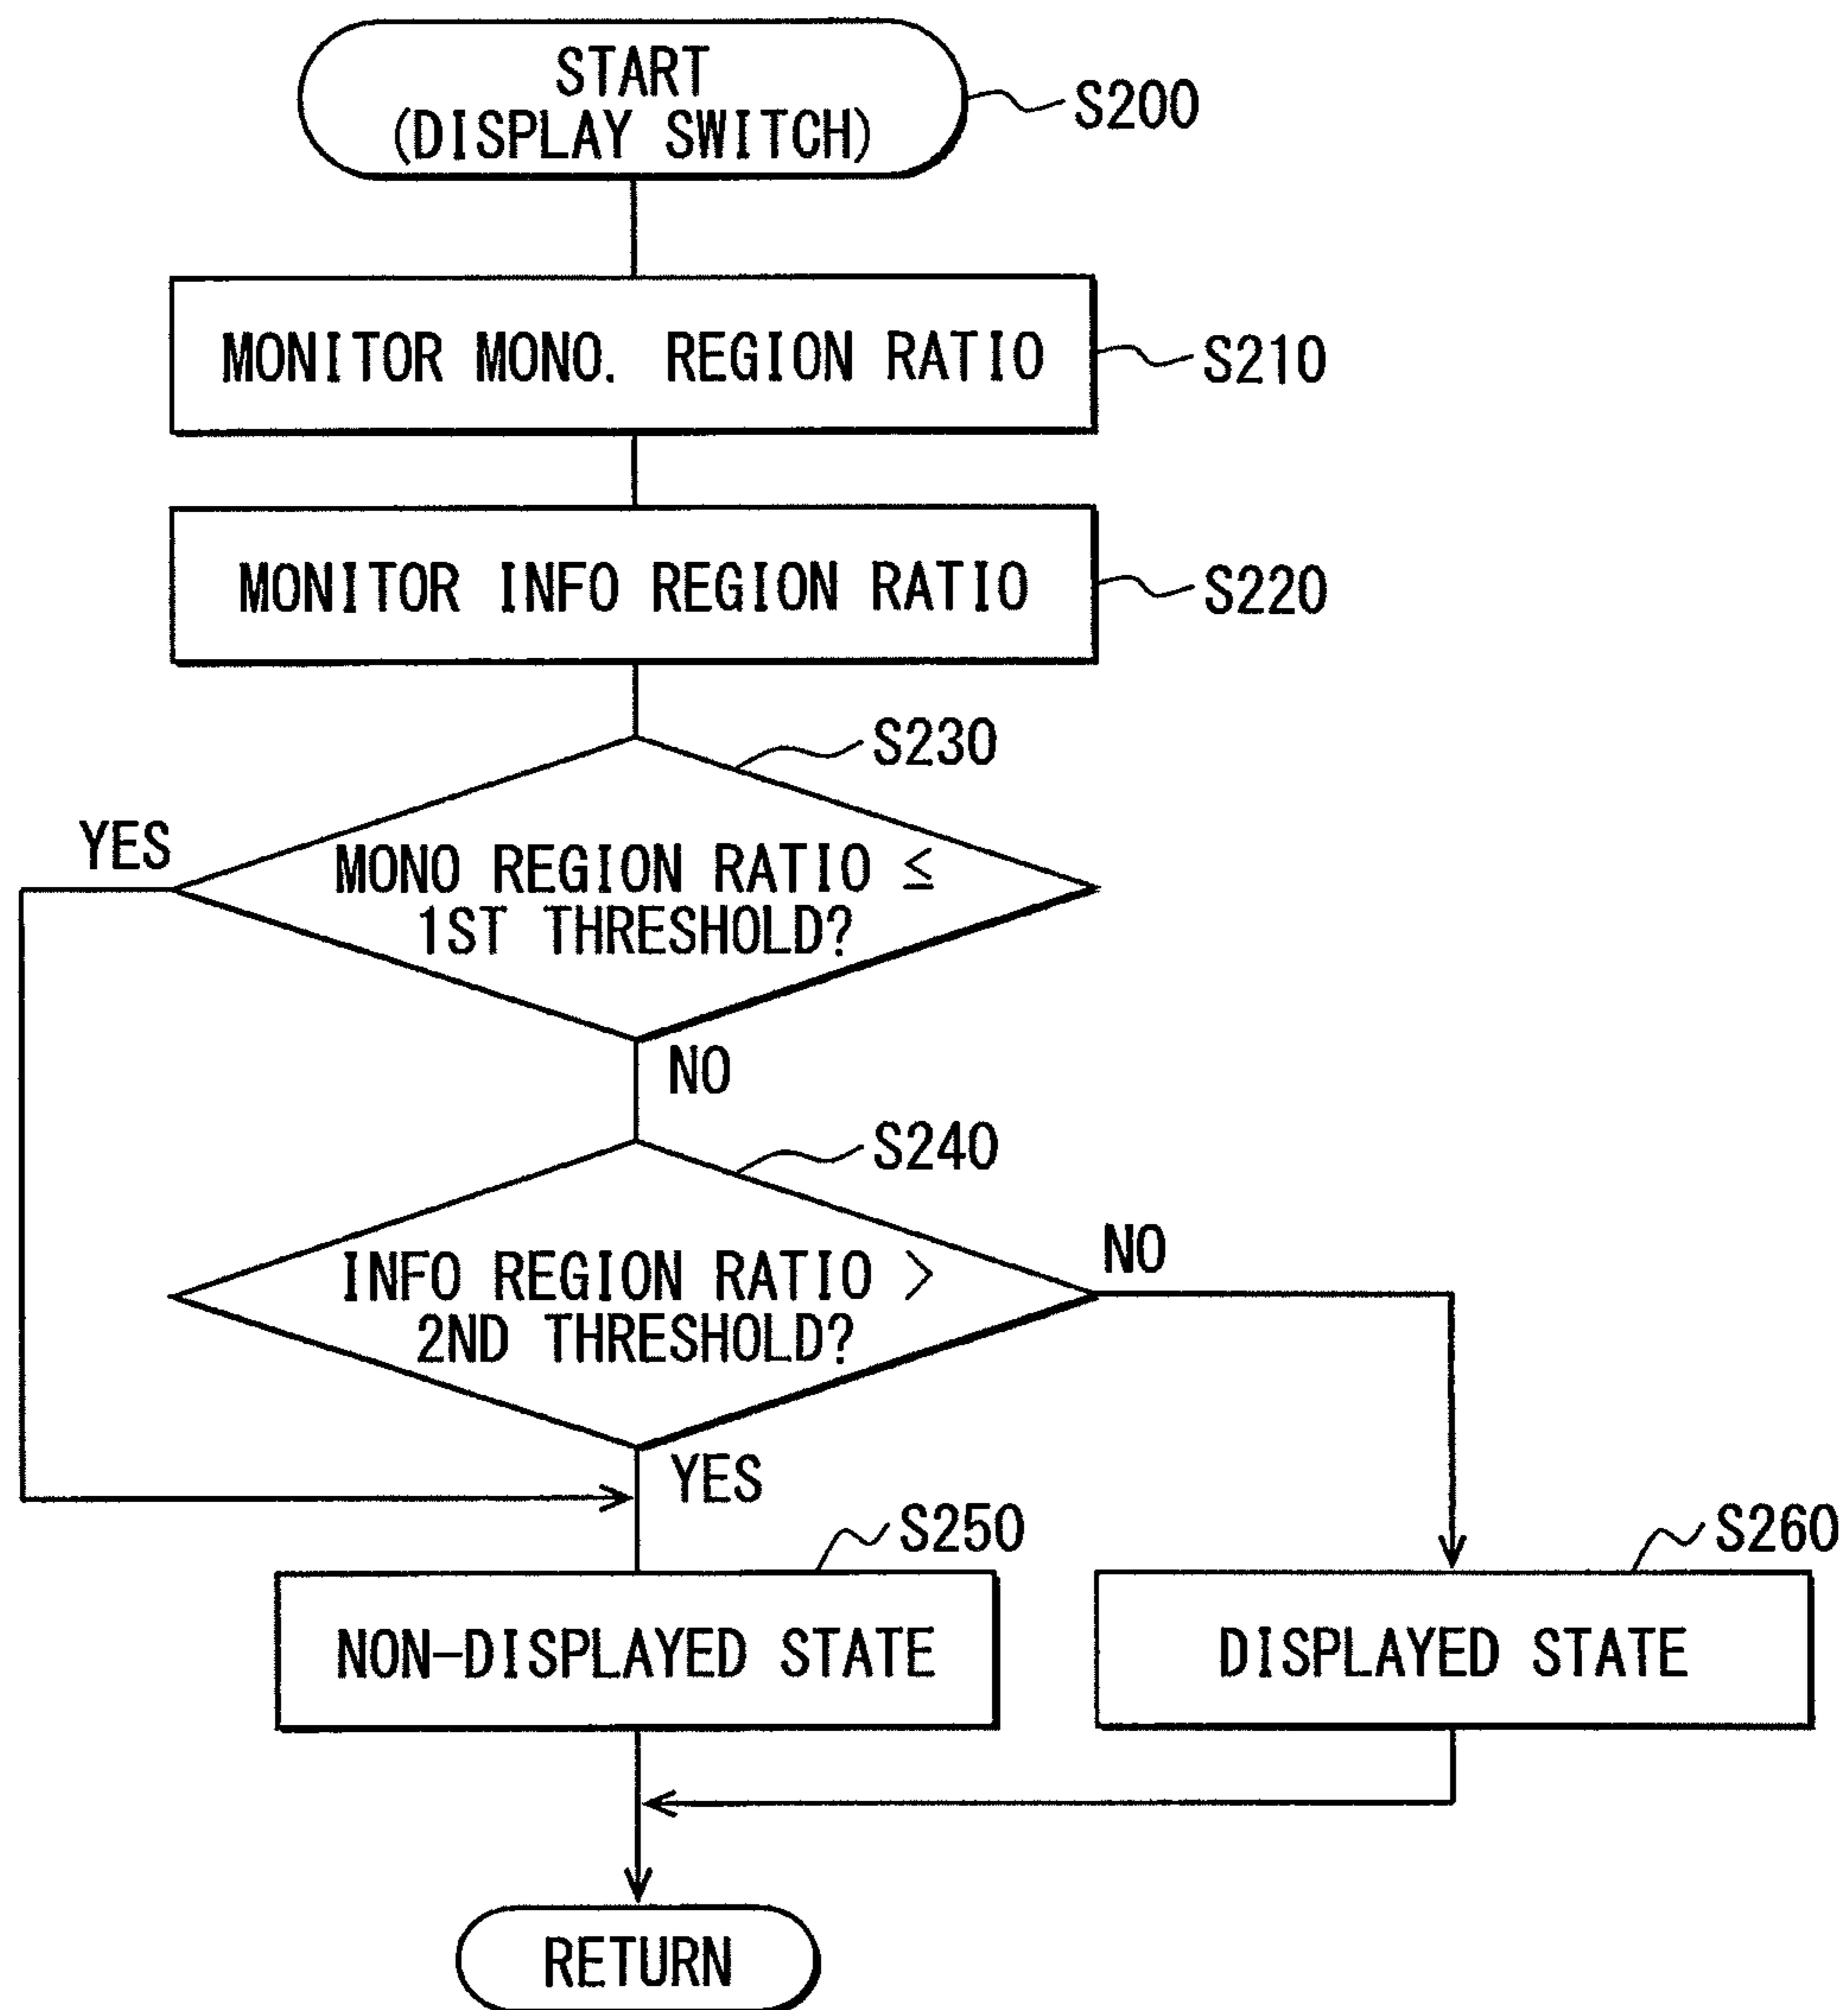 START
(DISPLAY SWITCH)
S200
MONITOR MONO. REGION RATIO
S210
MONITOR INFO REGION RATIO
S220
S230
YES
MONO REGION RATIO ≤
1ST THRESHOLD?
NO
S240
NO
INFO REGION RATIO >
2ND THRESHOLD?
YES
S250
S260
NON-DISPLAYED STATE
DISPLAYED STATE
RETURN